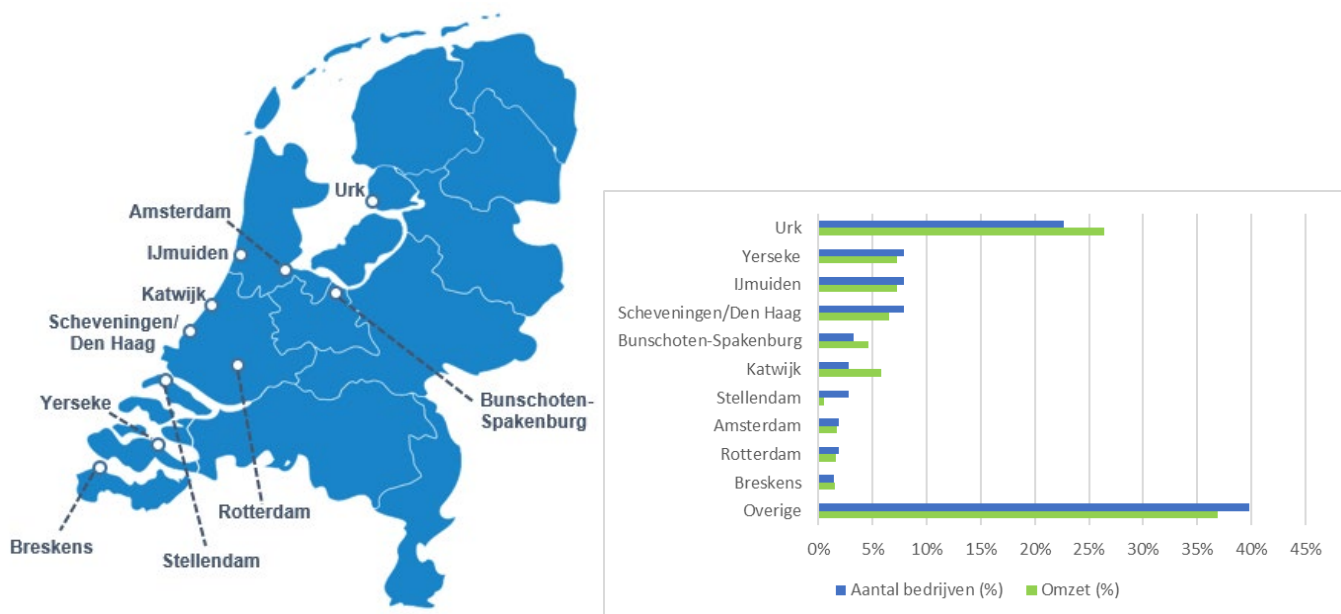 Urk
Amsterdam
IJmuiden
Katwijk
Scheveningen/
Den Haag
Yerseke
Bunschoten-
Spakenburg
Rotterdam
Breskens
Stellendam
Urk
Yerseke
IJmuiden
Scheveningen/Den Haag
Bunschoten-Spakenburg
Katwijk
Stellendam
Amsterdam
Rotterdam
Breskens
Overige
0% 5% 10% 15% 20% 25% 30% 35% 40% 45%
Aantal bedrijven (%) Omzet (%)